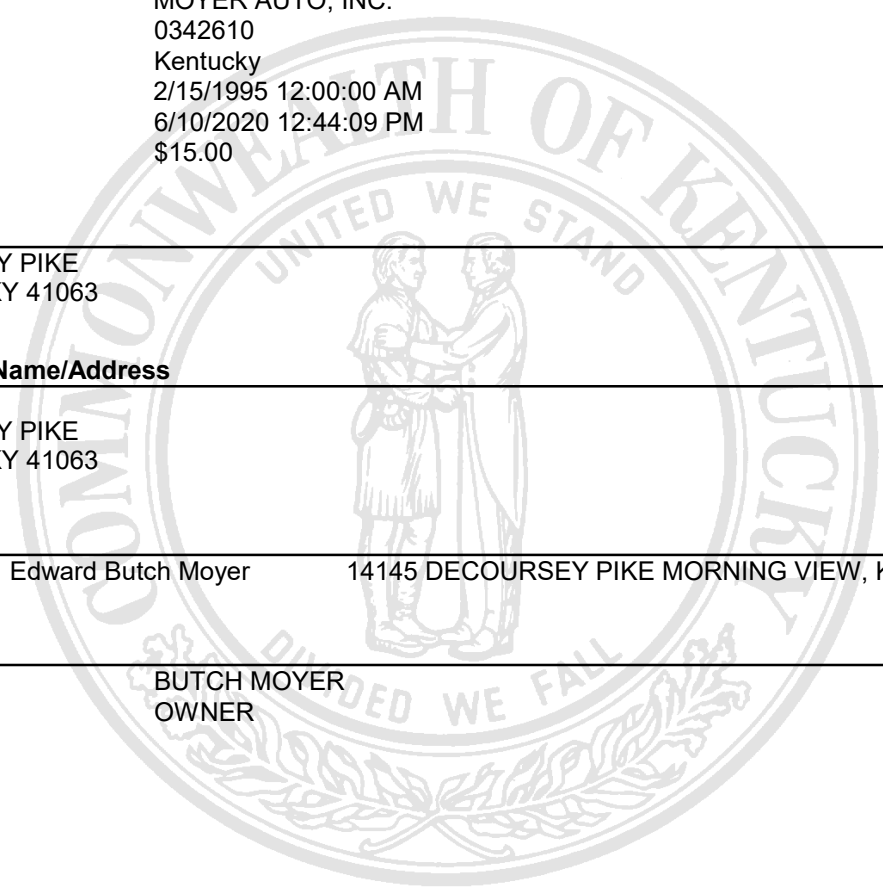 MOYER AUTO, INC.
0342610
Kentucky
2/15/1995 12:00:00 AM
6/10/2020 12:44:09 PM
$15.00
COMMONWEALTH OF KENTUCKY
UNITED WE STAND
Y PIKE
KY 41063
Name/Address
Y PIKE
KY 41063
Edward Butch Moyer 14145 DECOURSEY PIKE MORNING VIEW, K
BUTCH MOYER
OWNER
DIVIDED WE FALL